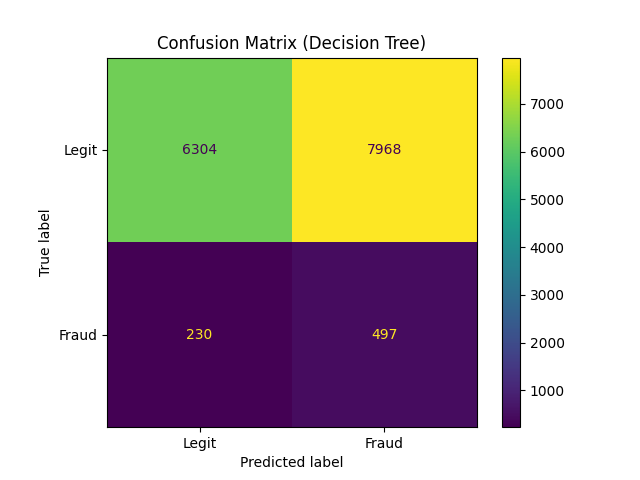 Confusion Matrix (Decision Tree)
True label
Legit
6304
7968
Fraud
230
497
Legit
Fraud
Predicted label
7000
6000
5000
4000
3000
2000
1000